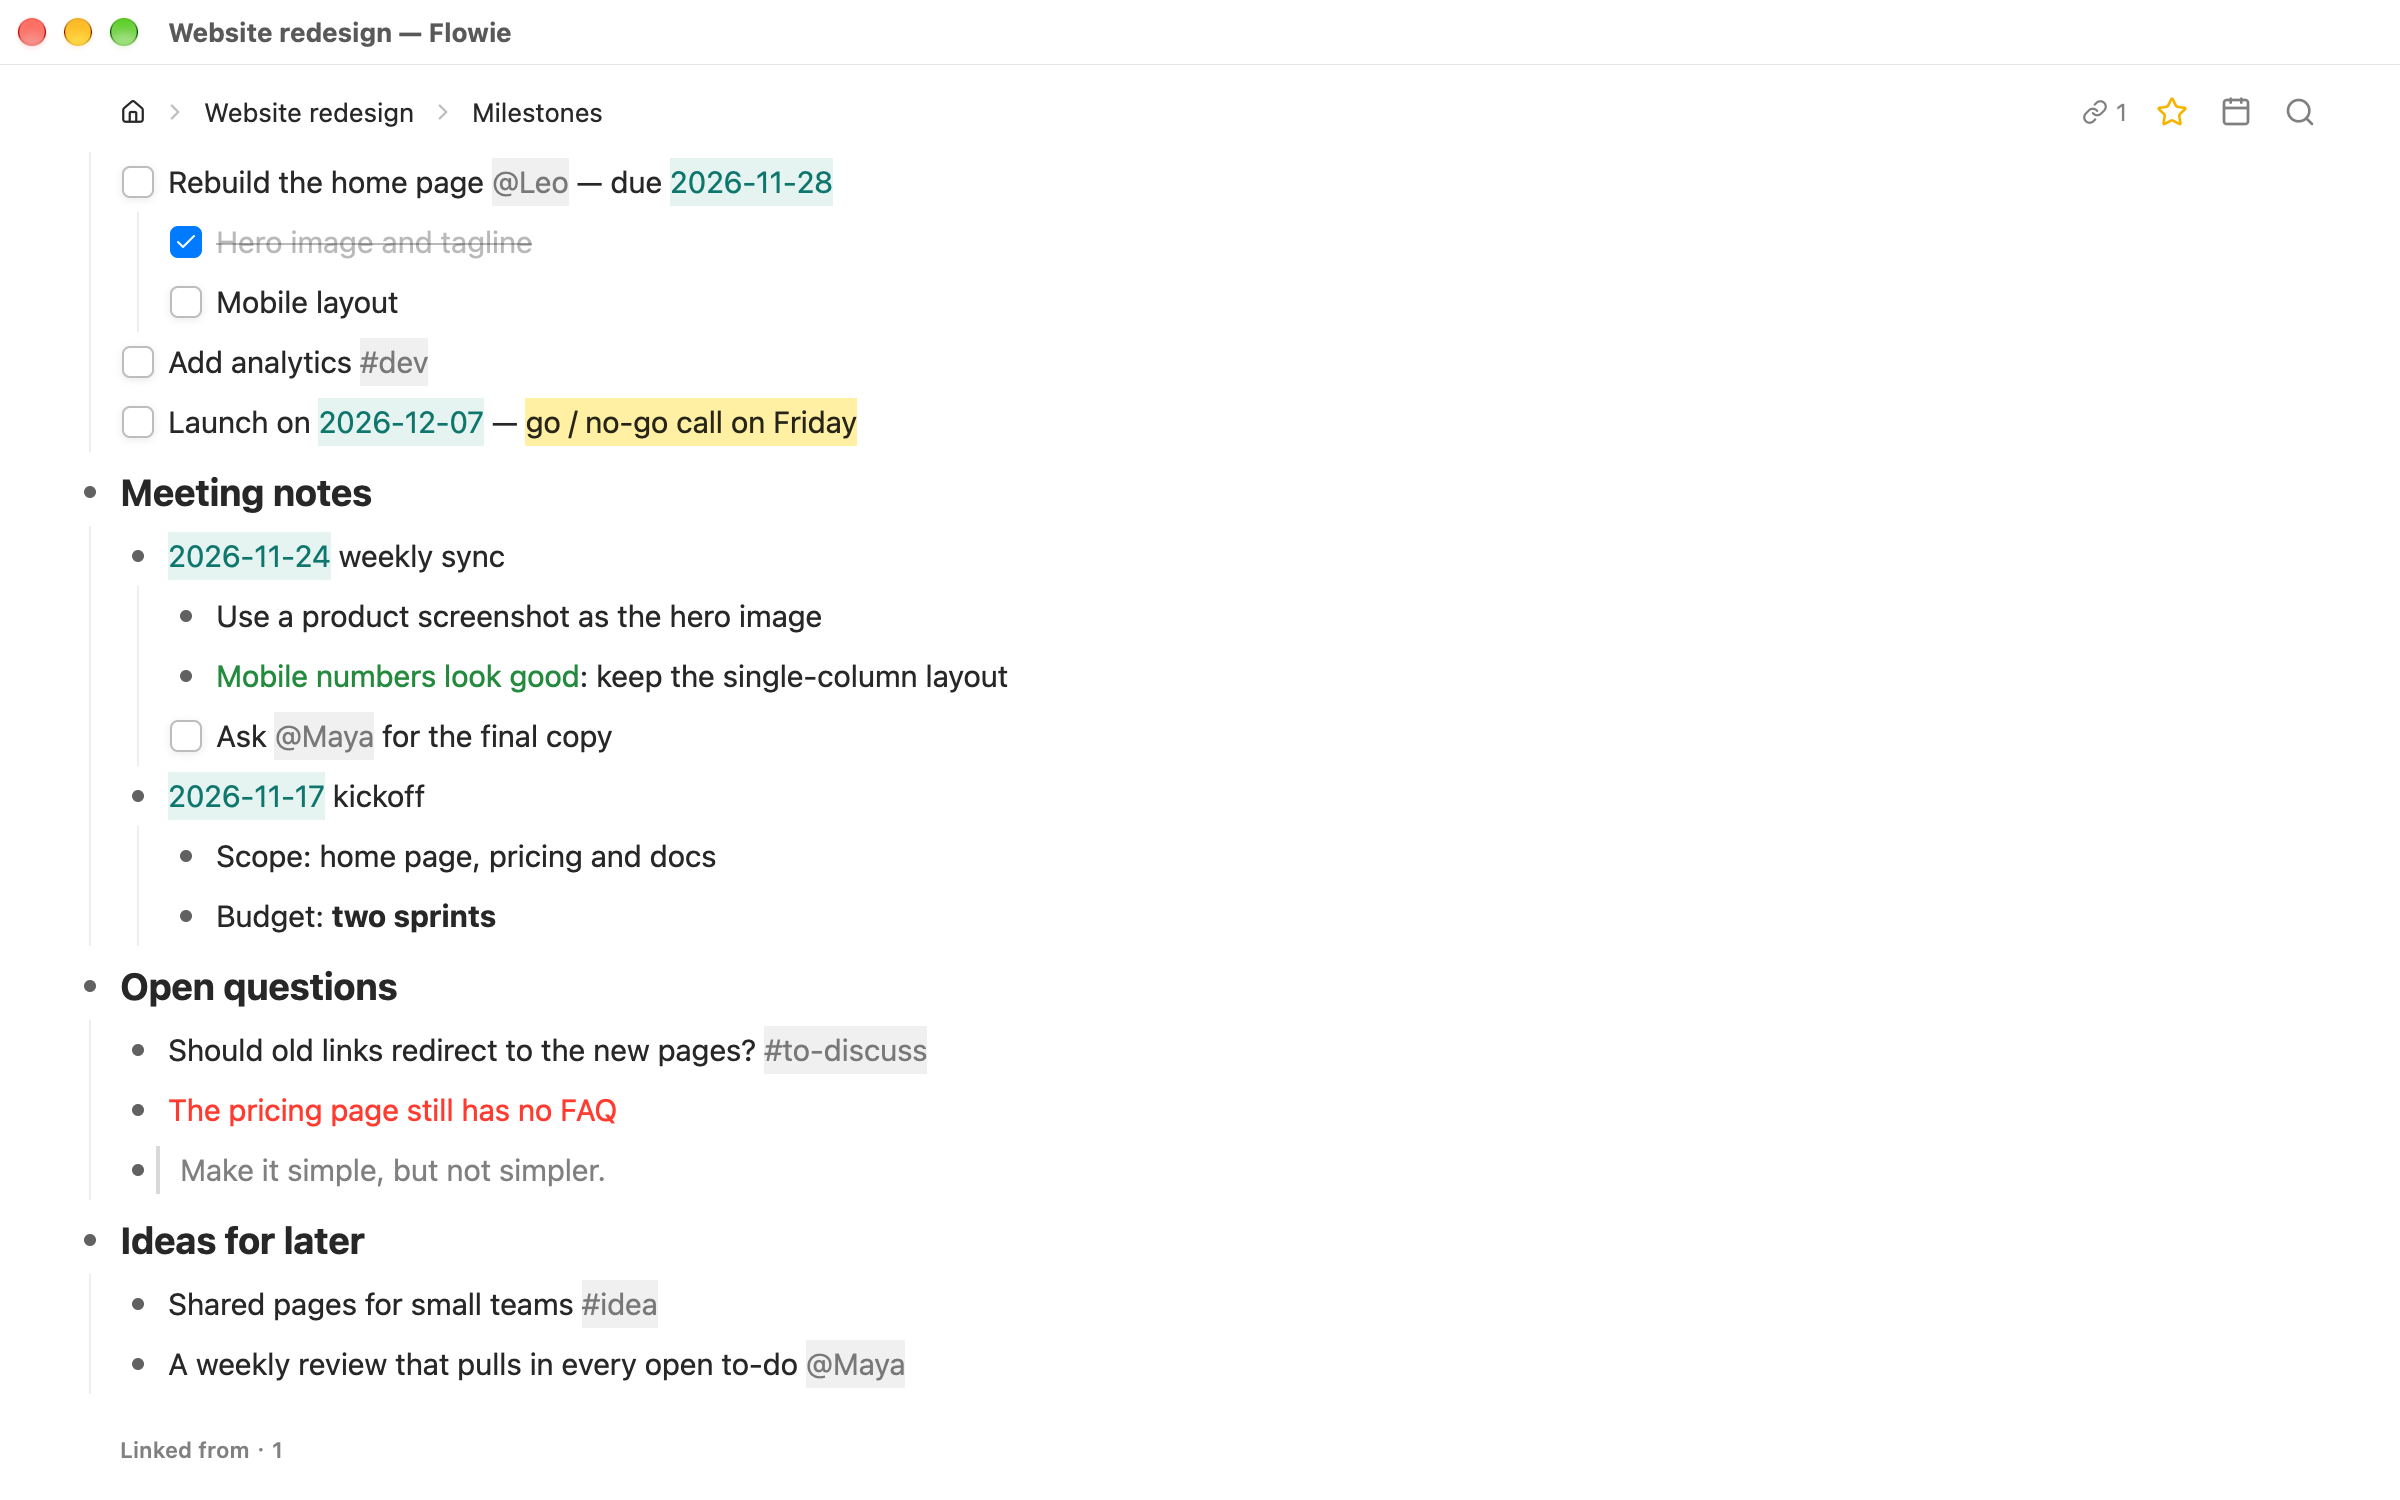 Website redesign — Flowie
Website redesign > Milestones
1
Rebuild the home page @Leo — due 2026-11-28
Hero image and tagline
Mobile layout
Add analytics #dev
Launch on 2026-12-07 — go / no-go call on Friday
Meeting notes
2026-11-24 weekly sync
Use a product screenshot as the hero image
Mobile numbers look good: keep the single-column layout
Ask @Maya for the final copy
2026-11-17 kickoff
Scope: home page, pricing and docs
Budget: two sprints
Open questions
Should old links redirect to the new pages? #to-discuss
The pricing page still has no FAQ
Make it simple, but not simpler.
Ideas for later
Shared pages for small teams #idea
A weekly review that pulls in every open to-do @Maya
Linked from · 1